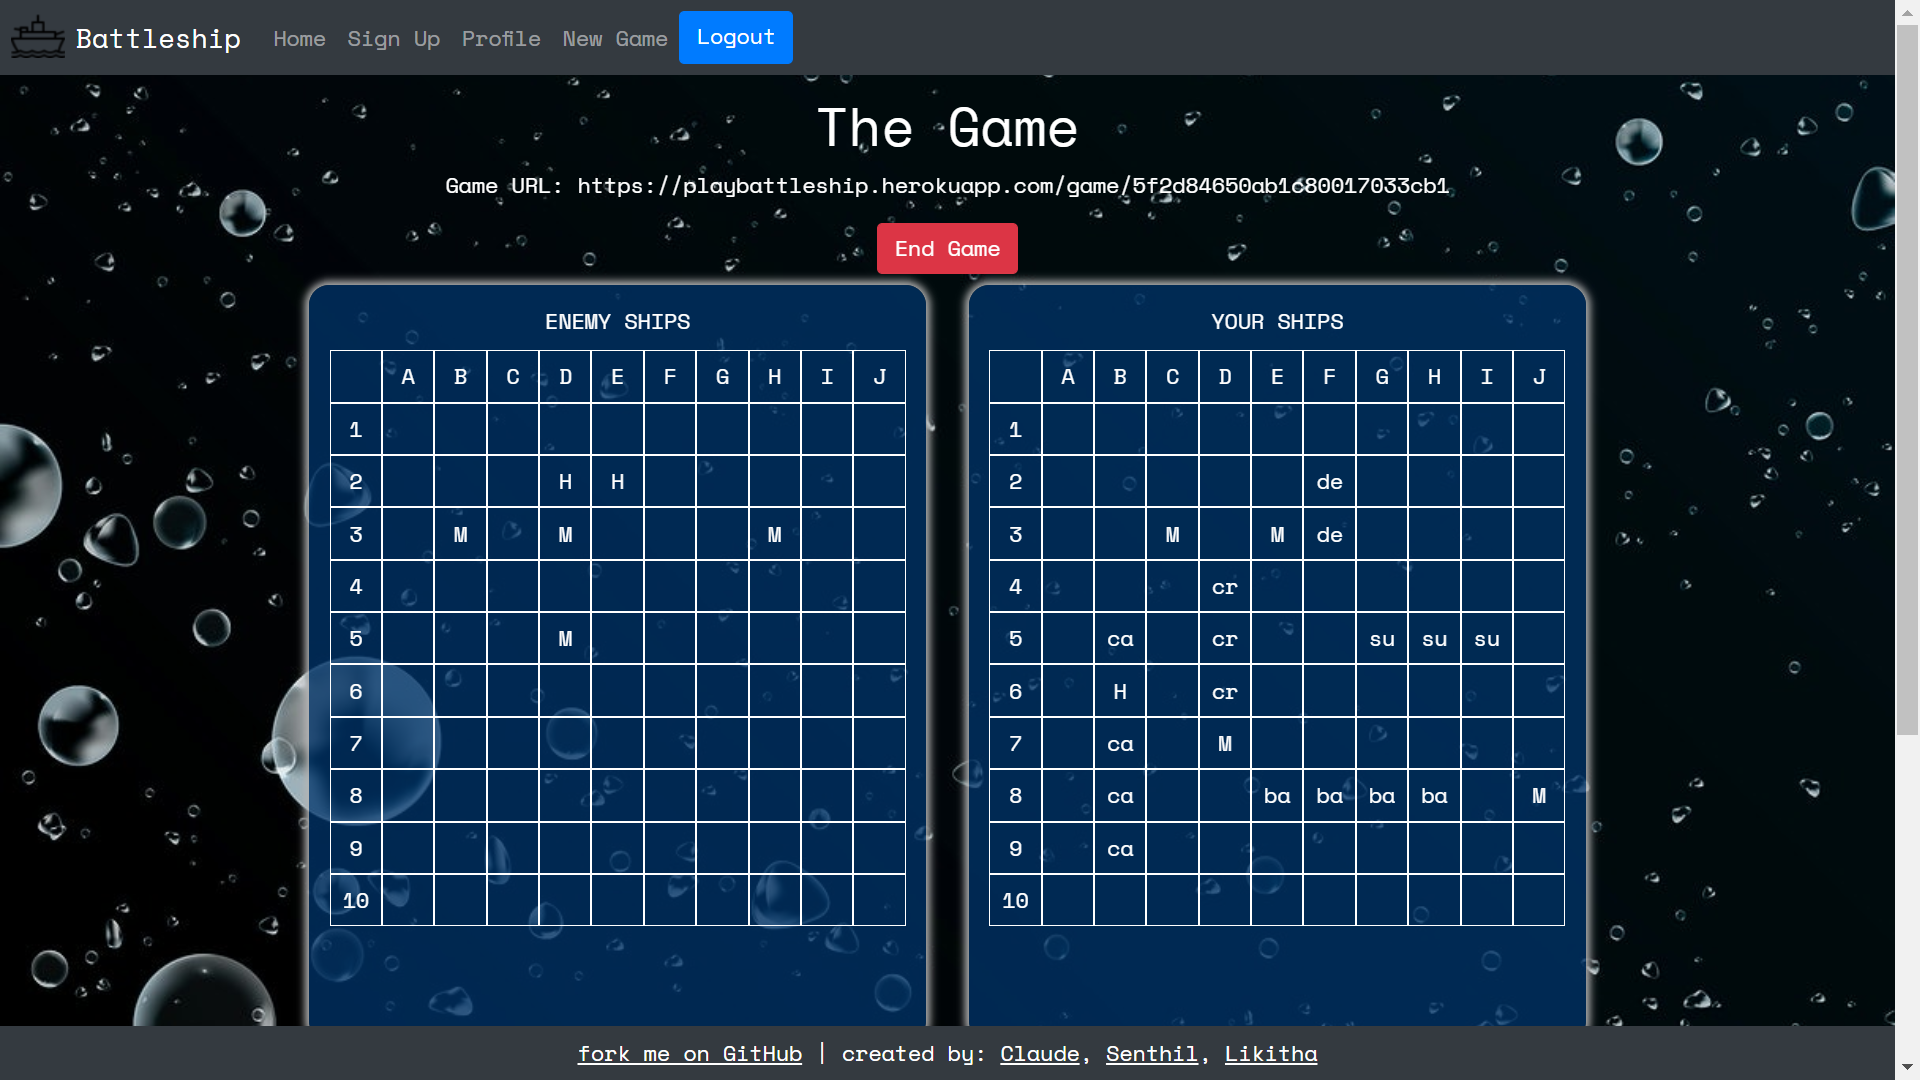 Battleship Home Sign Up Profile New Game Logout
The Game
Game URL: https://playbattleship.herokuapp.com/game/5f2d84650ab1c80017033cb1
End Game
ENEMY SHIPS
A B C D E F G H I J
1
2 H H
3 M M M
4
5 M
6
7
8
9
10
YOUR SHIPS
A B C D E F G H I J
1
2 de
3 M M de
4 cr
5 ca cr su su su
6 H cr
7 ca M
8 ca ba ba ba ba M
9 ca
10
fork me on GitHub | created by: Claude, Senthil, Likitha